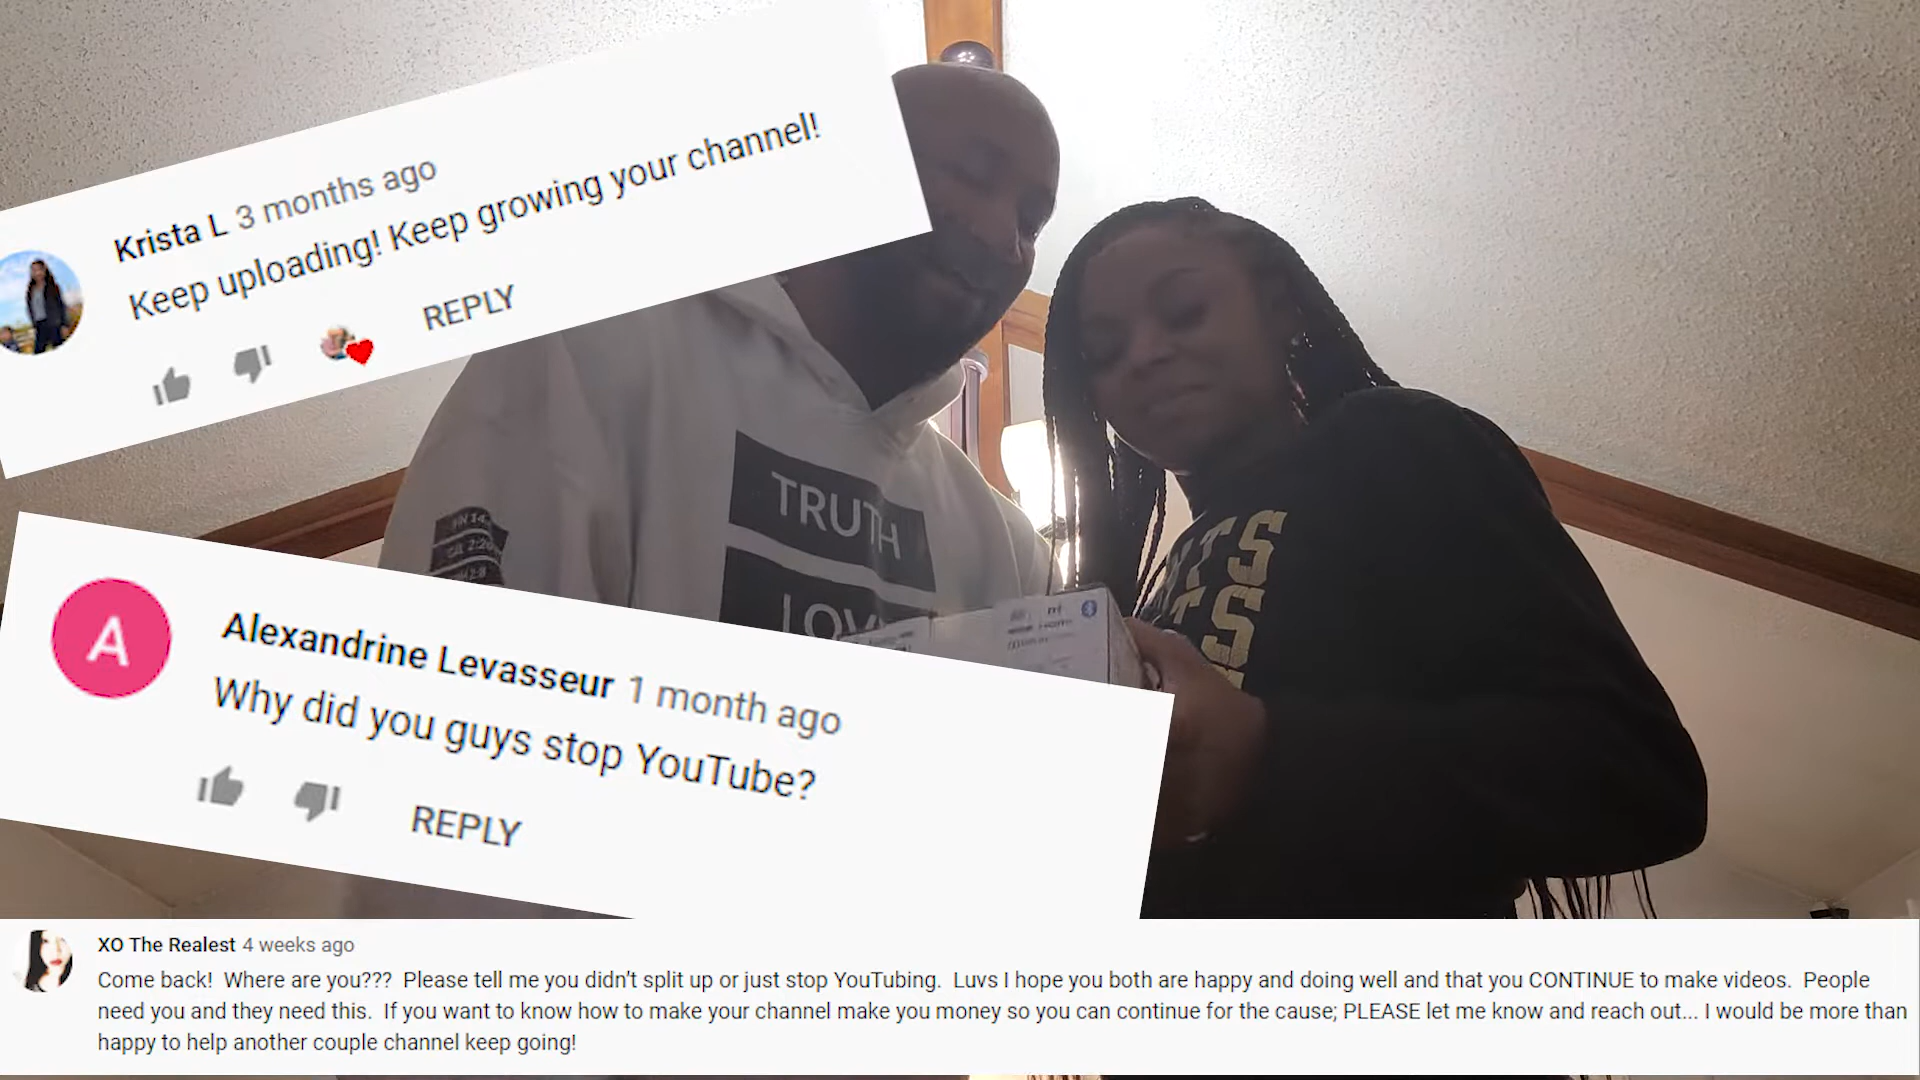 Krista L 3 months ago
Keep uploading! Keep growing your channel!
REPLY
TRUTH
LOV
A
Alexandrine Levasseur 1 month ago
Why did you guys stop YouTube?
REPLY
XO The Realest 4 weeks ago
Come back!  Where are you???  Please tell me you didn't split up or just stop YouTubing.  Luvs I hope you both are happy and doing well and that you CONTINUE to make videos.  People
need you and they need this.  If you want to know how to make your channel make you money so you can continue for the cause; PLEASE let me know and reach out... I would be more than
happy to help another couple channel keep going!